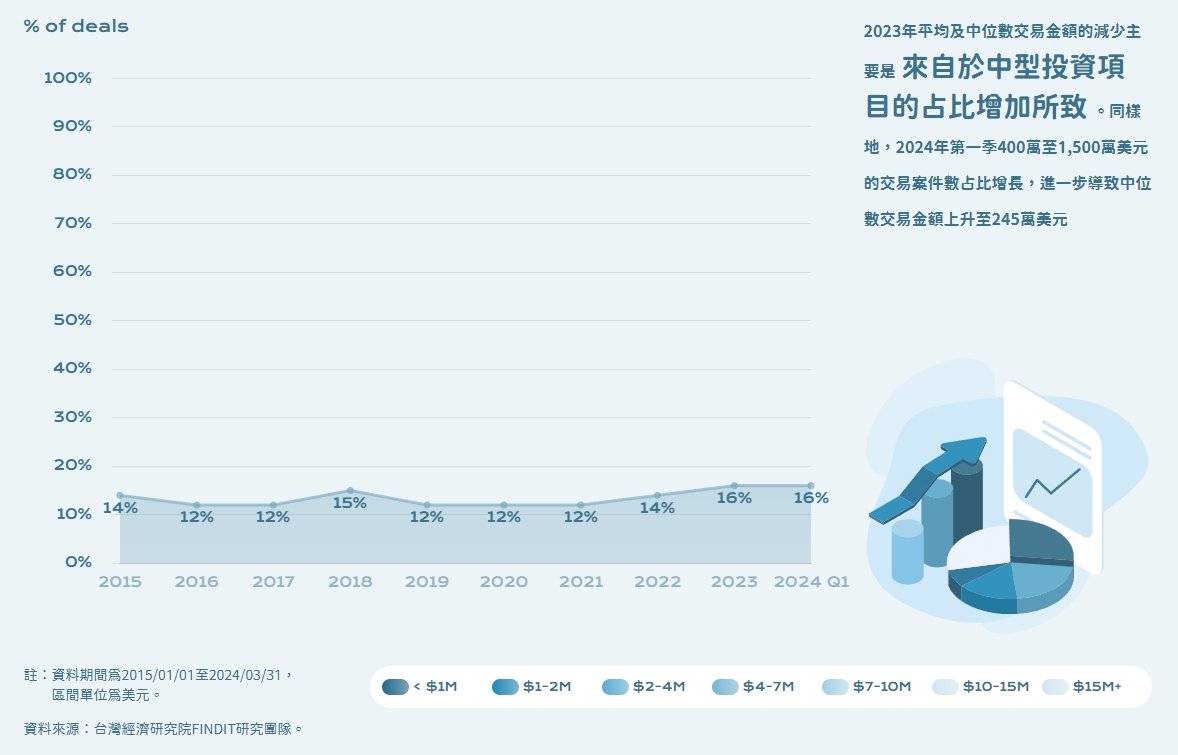 % of deals
100%
90%
80%
70%
60%
50%
40%
30%
20%
10%
0%
14%
12%
12%
15%
12%
12%
12%
14%
16%
16%
2015
2016
2017
2018
2019
2020
2021
2022
2023
2024 Q1
2023年平均及中位數交易金額的減少主
要是 來自於中型投資項
目的占比增加所致 。同樣
地，2024年第一季400萬至1,500萬美元
的交易案件數占比增長，進一步導致中位
數交易金額上升至245萬美元
註：資料期間為2015/01/01至2024/03/31，
區間單位為美元。
資料來源：台灣經濟研究院FINDIT研究團隊。
< $1M
$1-2M
$2-4M
$4-7M
$7-10M
$10-15M
$15M+